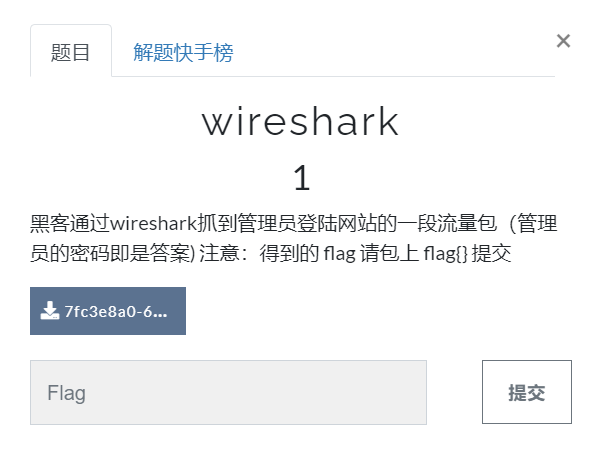 题目
解题快手榜
×
wireshark
1
黑客通过wireshark抓到管理员登陆网站的一段流量包（管理
员的密码即是答案) 注意：得到的 flag 请包上 flag{} 提交
7fc3e8a0-6...
Flag
提交